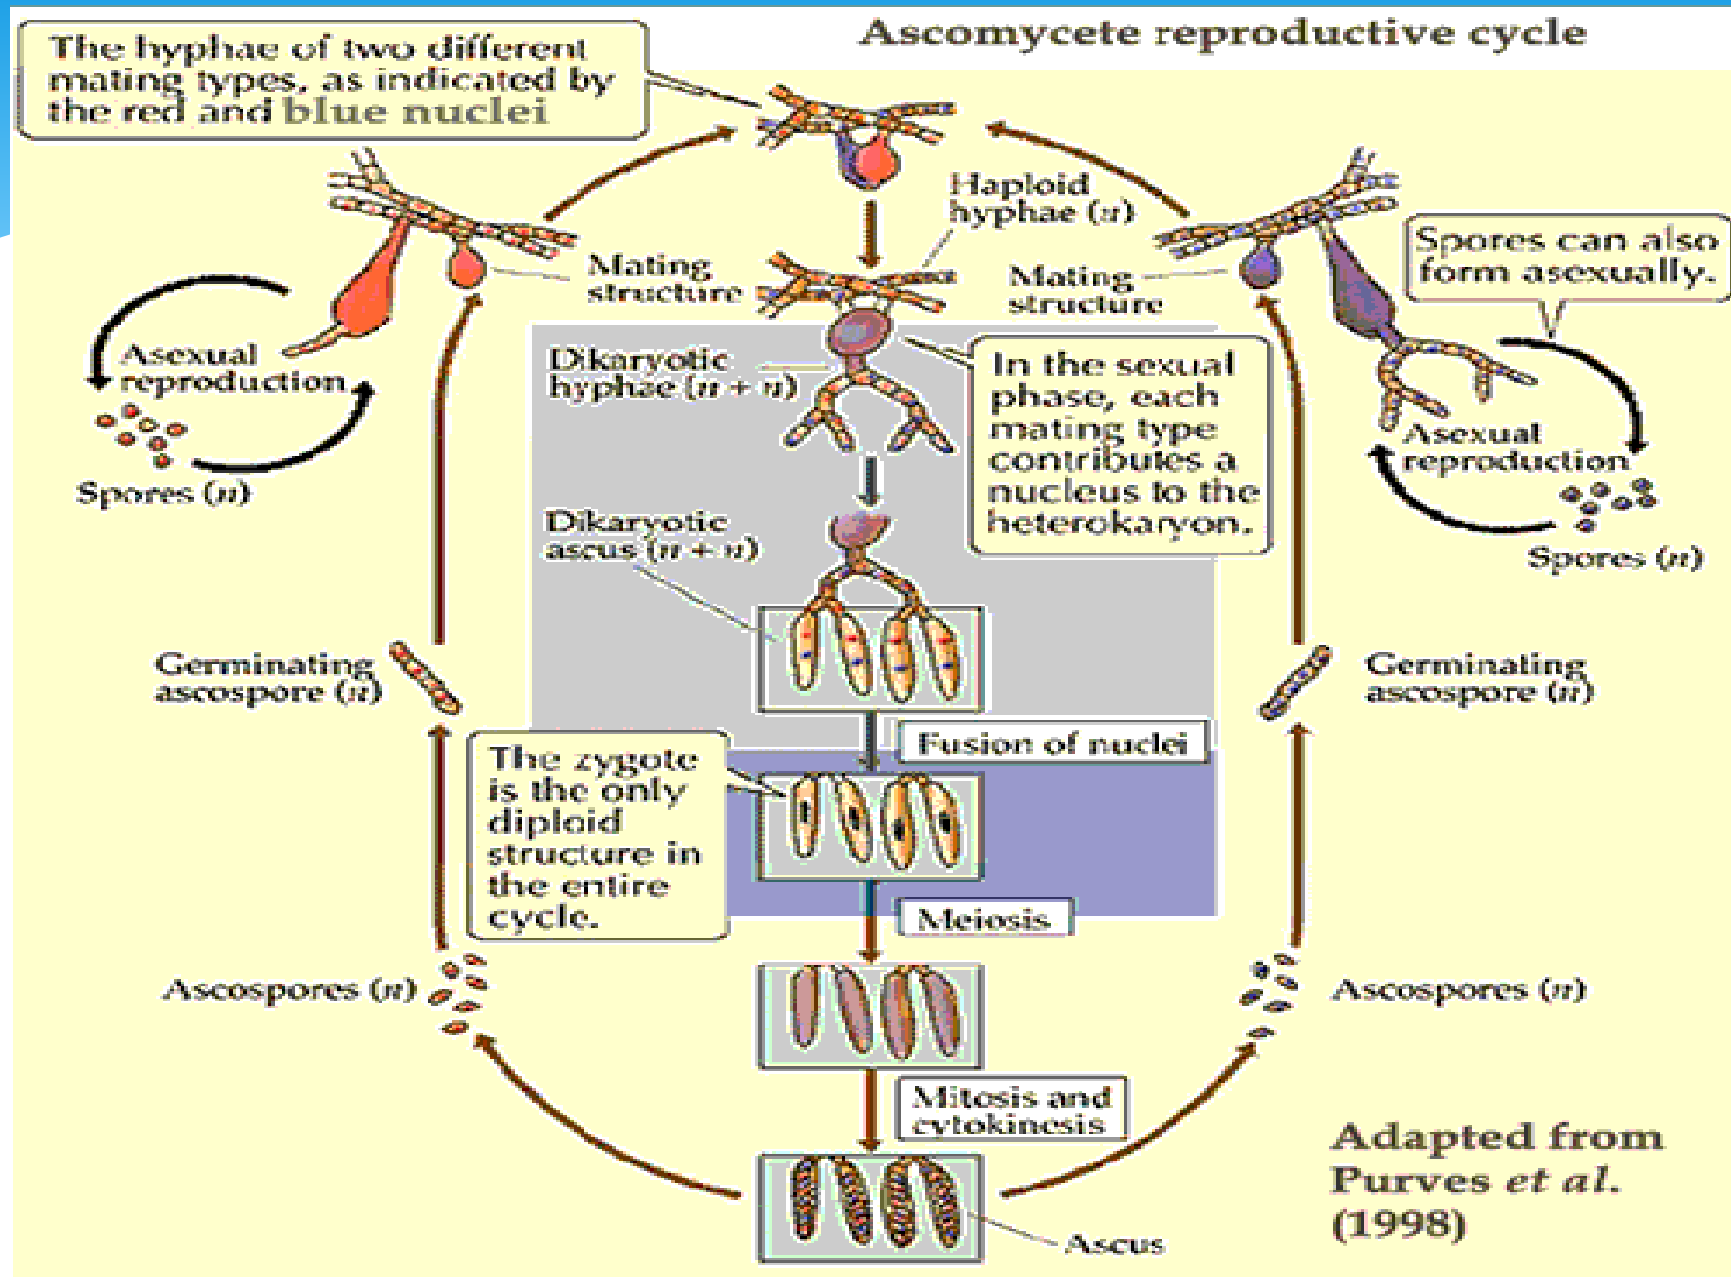 Ascomycete reproductive cycle
The hyphae of two different
mating types, as indicated by
the red and blue nuclei
Haploid
hyphae (n)
Mating
structure
Mating
structure
Spores can also
form asexually.
Asexual
reproduction
Spores (n)
Dikaryotic
hyphae (n + n)
In the sexual
phase, each
mating type
contributes a
nucleus to the
heterokaryon.
Asexual
reproduction
Spores (n)
Dikaryotic
ascus (n + n)
Germinating
ascospore (n)
Germinating
ascospore (n)
Fusion of nuclei
The zygote
is the only
diploid
structure in
the entire
cycle.
Meiosis
Ascospores (n)
Ascospores (n)
Mitosis and
cytokinesis
Ascus
Adapted from
Purves et al.
(1998)